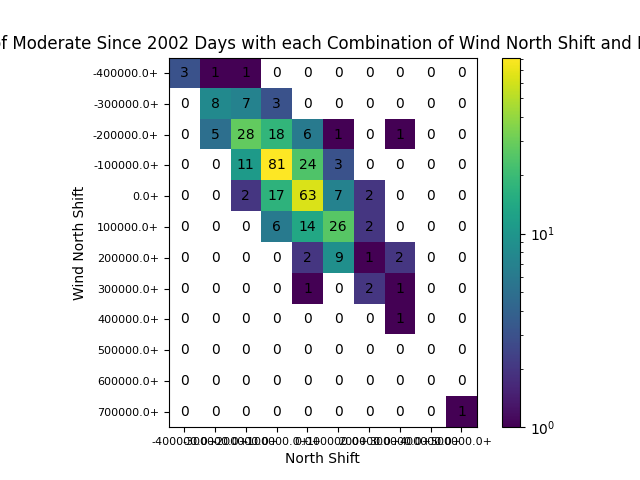 of Moderate Since 2002 Days with each Combination of Wind North Shift and
-400000.0+ 3 1 1 0 0 0 0 0 0 0
-300000.0+ 0 8 7 3 0 0 0 0 0 0
-200000.0+ 0 5 28 18 6 1 0 1 0 0
-100000.0+ 0 0 11 81 24 3 0 0 0 0
0.0+ 0 0 2 17 63 7 2 0 0 0
100000.0+ 0 0 0 6 14 26 2 0 0 0
200000.0+ 0 0 0 0 2 9 1 2 0 0
300000.0+ 0 0 0 0 1 0 2 1 0 0
400000.0+ 0 0 0 0 0 0 0 1 0 0
500000.0+ 0 0 0 0 0 0 0 0 0 0
600000.0+ 0 0 0 0 0 0 0 0 0 0
700000.0+ 0 0 0 0 0 0 0 0 0 1
Wind North Shift
North Shift
10¹
10⁰